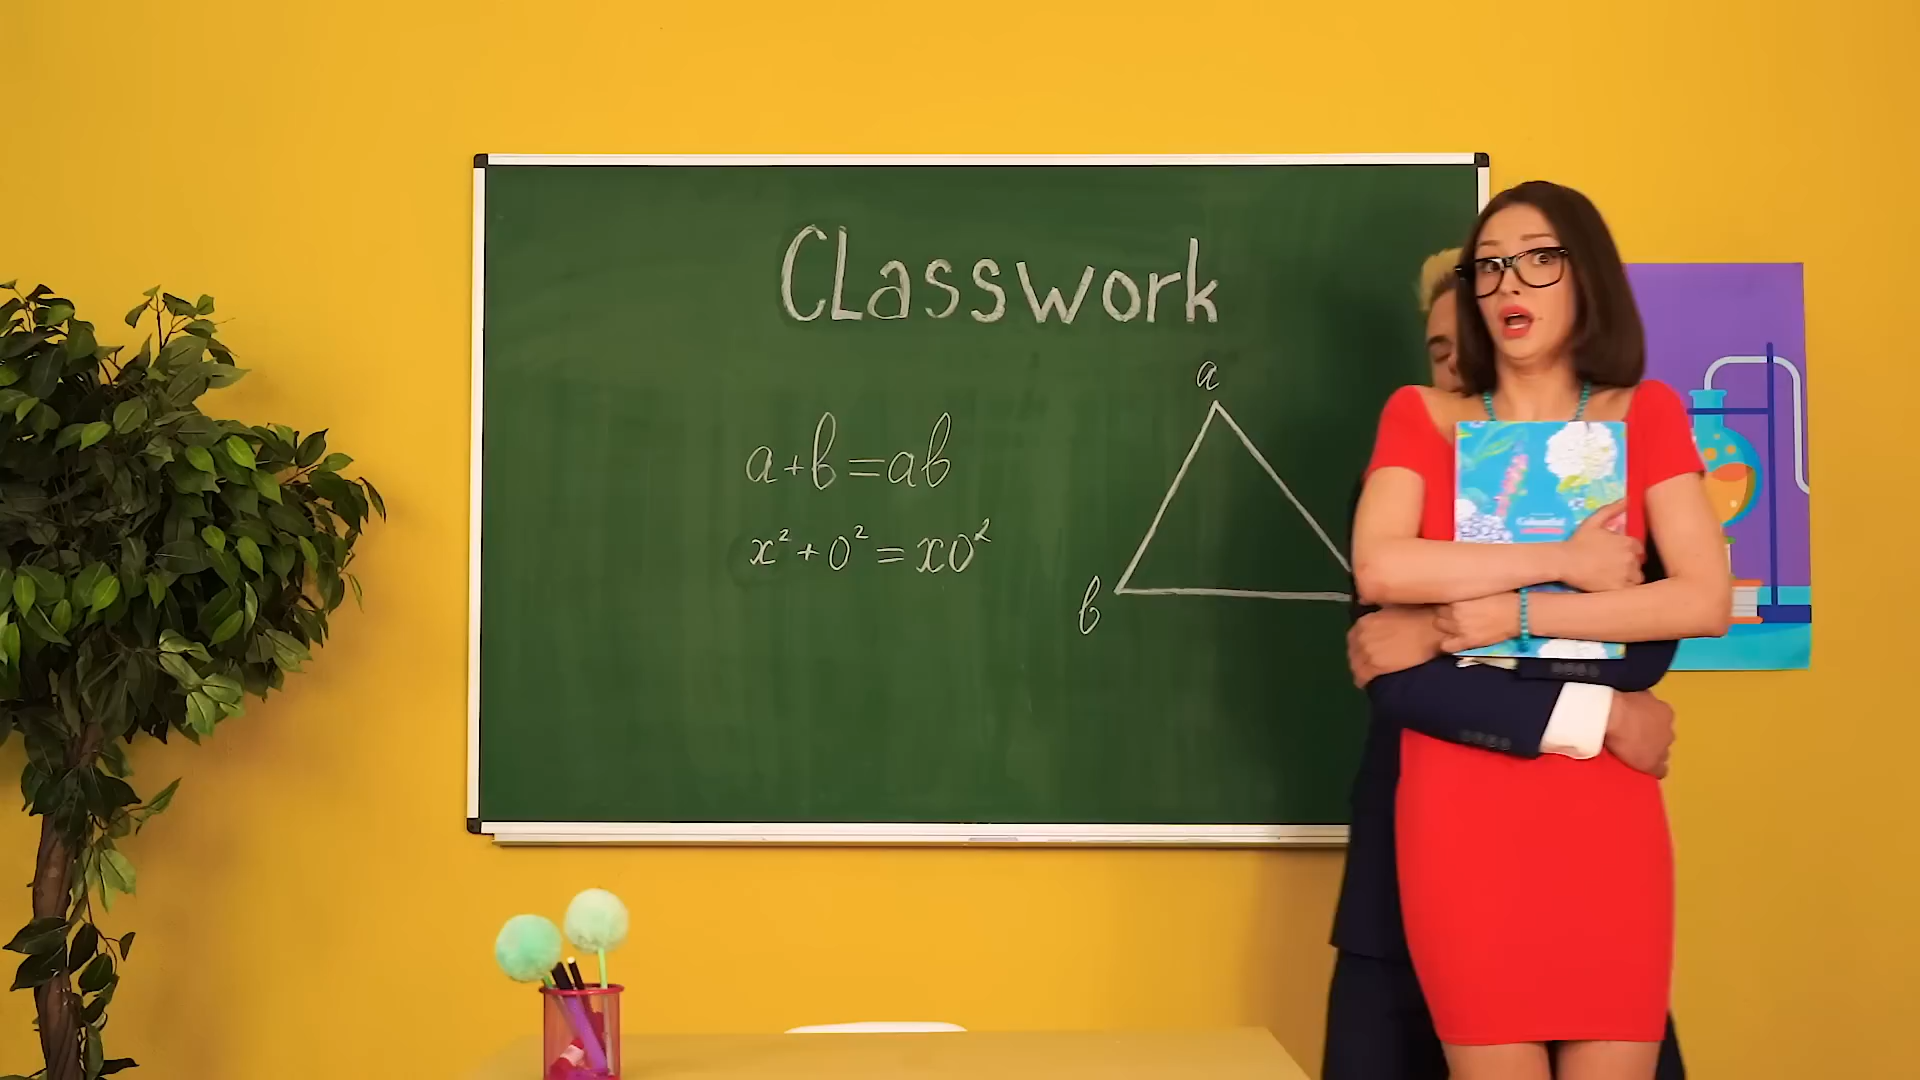 CLasswork
a
a+b=ab
x²+0²=x0²
b